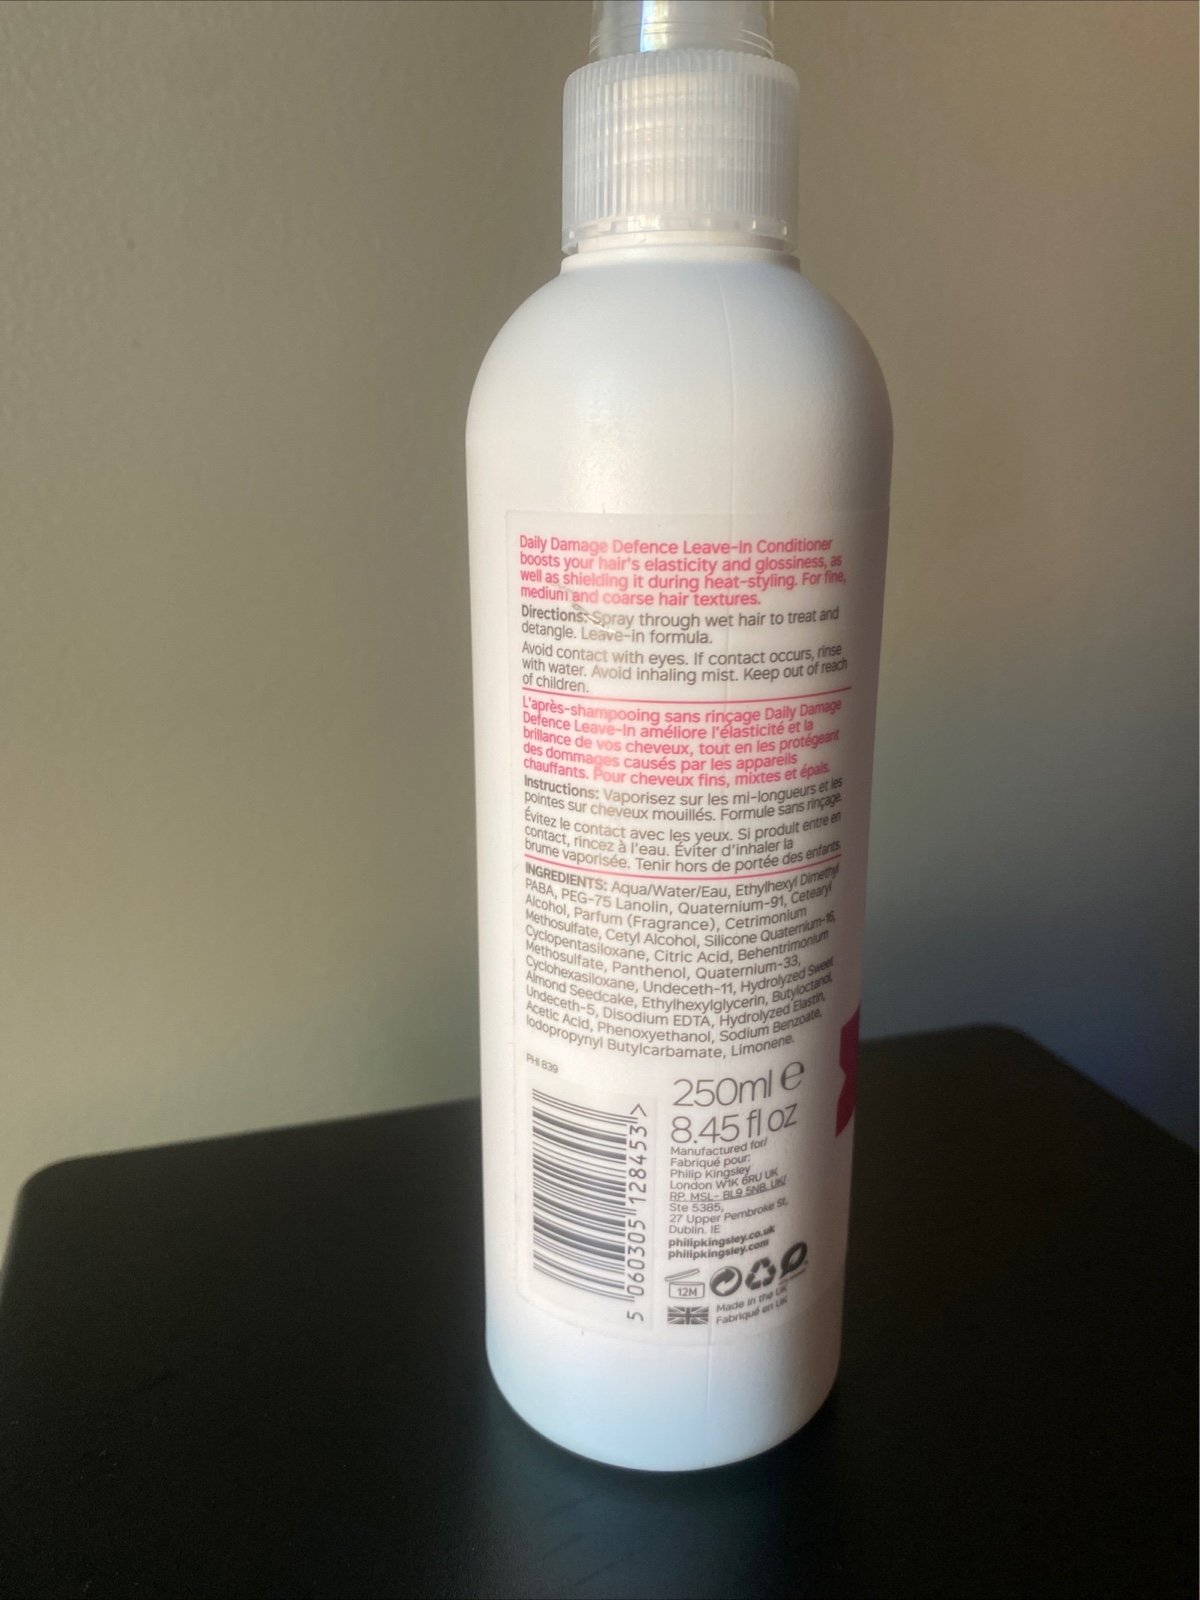 Daily Damage Defence Leave-In Conditioner
boosts your hair's elasticity and glossiness, as
well as shielding it during heat-styling. For fine,
medium and coarse hair textures.
Directions: Spray through wet hair to treat and
detangle. Leave-in formula.
Avoid contact with eyes. If contact occurs, rinse
with water. Avoid inhaling mist. Keep out of reach
of children.
L'après-shampooing sans rinçage Daily Damage
Defence Leave-In améliore l'élasticité et la
brillance de vos cheveux, tout en les protégeant
des dommages causés par les appareils
chauffants. Pour cheveux fins, mixtes et épais.
Instructions: Vaporisez sur les mi-longueurs et les
pointes sur cheveux mouillés. Formule sans rinçage.
Évitez le contact avec les yeux. Si produit entre en
contact, rincez à l'eau. Éviter d'inhaler la
brume vaporisée. Tenir hors de portée des enfants.
INGREDIENTS: Aqua/Water/Eau, Ethylhexyl Dimethyl
PABA, PEG-75 Lanolin, Quaternium-91, Cetearyl
Alcohol, Parfum (Fragrance), Cetrimonium
Methosulfate, Cetyl Alcohol, Silicone Quaternium-16,
Cyclopentasiloxane, Citric Acid, Behentrimonium
Methosulfate, Panthenol, Quaternium-33,
Cyclohexasiloxane, Undeceth-11, Hydrolyzed Sweet
Almond Seedcake, Ethylhexylglycerin, Butyloctanol,
Undeceth-5, Disodium EDTA, Hydrolyzed Elastin,
Acetic Acid, Phenoxyethanol, Sodium Benzoate,
Iodopropynyl Butylcarbamate, Limonene.
PHI 839
250ml e
8.45 fl oz
Manufactured for/
Fabriqué pour:
Philip Kingsley
London W1K 6RU UK
RP. MSL- BL9 5NB, UK/
Ste 5385,
27 Upper Pembroke St,
Dublin. IE
philipkingsley.co.uk
philipkingsley.com
12M
Made in the UK
Fabriqué en UK
5 060305 128453 >